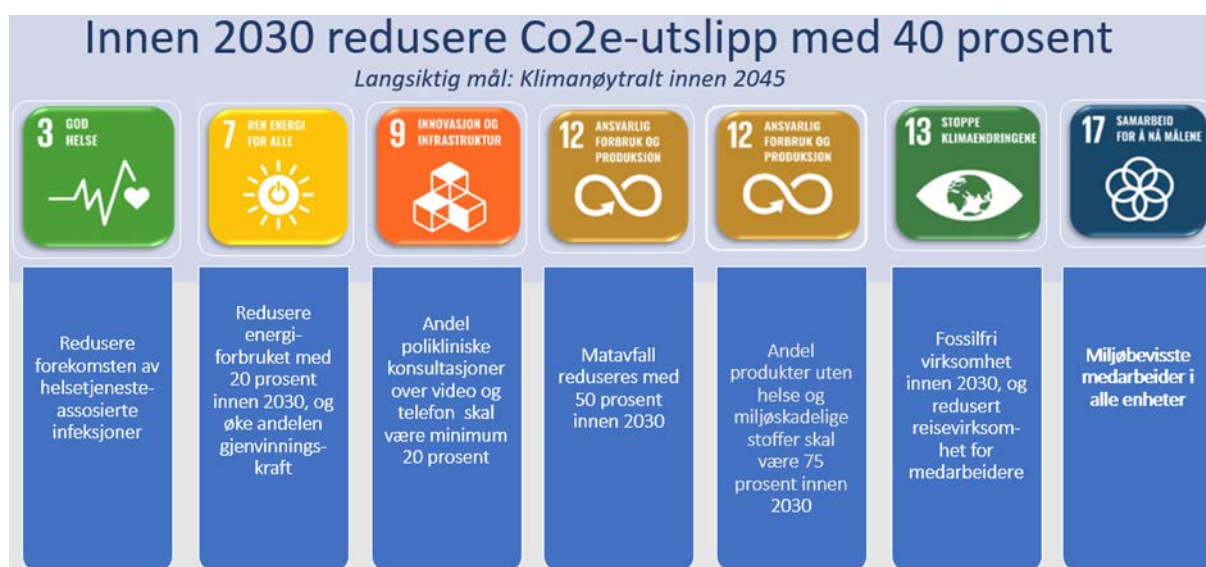 Innen 2030 redusere Co2e-utslipp med 40 prosent
Langsiktig mål: Klimanøytralt innen 2045
3 GOD
HELSE
7 REN ENERGI
FOR ALLE
9 INNOVASJON OG
INFRASTRUKTUR
12 ANSVARLIG
FORBRUK OG
PRODUKSJON
12 ANSVARLIG
FORBRUK OG
PRODUKSJON
13 STOPPE
KLIMAENDRINGENE
17 SAMARBEID
FOR Å NÅ MÅLENE
Redusere
forekomsten av
helsetjeneste-
assosierte
infeksjoner
Redusere
energi-
forbruket med
20 prosent
innen 2030, og
øke andelen
gjenvinnings-
kraft
Andel
polikliniske
konsultasjoner
over video og
telefon skal
være minimum
20 prosent
Matavfall
reduseres med
50 prosent
innen 2030
Andel
produkter uten
helse og
miljøskadelige
stoffer skal
være 75
prosent innen
2030
Fossilfri
virksomhet
innen 2030, og
redusert
reisevirksom-
het for
medarbeidere
Miljøbevisste
medarbeider i
alle enheter